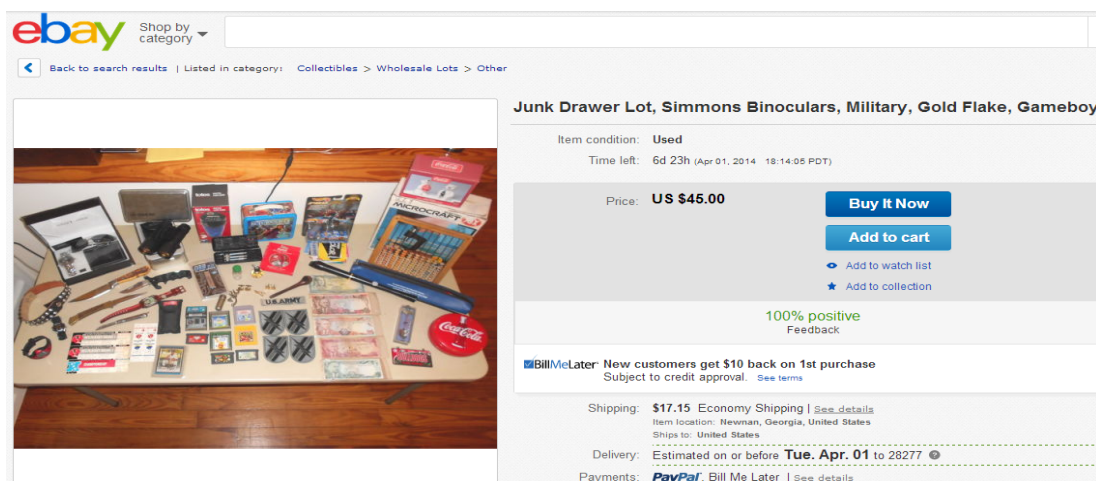 ebay
Shop by
category
Back to search results | Listed in category: Collectibles > Wholesale Lots > Other
Junk Drawer Lot, Simmons Binoculars, Military, Gold Flake, Gameboy
Item condition: Used
Time left: 6d 23h (Apr 01, 2014 18:14:05 PDT)
Price: US $45.00
Buy It Now
Add to cart
Add to watch list
Add to collection
100% positive
Feedback
BillMeLater New customers get $10 back on 1st purchase
Subject to credit approval. See terms
Shipping: $17.15 Economy Shipping | See details
Item location: Newnan, Georgia, United States
Ships to: United States
Delivery: Estimated on or before Tue. Apr. 01 to 28277
Payments: PayPal, Bill Me Later | See details
MICROCRAFT
U.S. ARMY
Coca-Cola